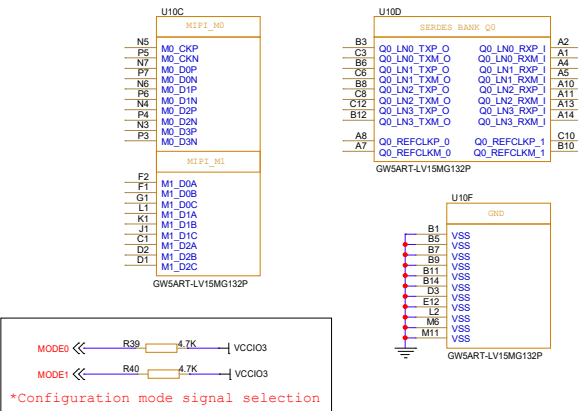 U10C
MIPI_M0
N5 M0_CKP
P5 M0_CKN
N7 M0_D0P
P7 M0_D0N
N6 M0_D1P
P6 M0_D1N
N4 M0_D2P
P4 M0_D2N
N3 M0_D3P
P3 M0_D3N
MIPI_M1
F2 M1_D0A
F1 M1_D0B
G1 M1_D0C
L1 M1_D1A
K1 M1_D1B
J1 M1_D1C
C1 M1_D2A
D2 M1_D2B
D1 M1_D2C
GW5ART-LV15MG132P
U10D
SERDES BANK Q0
B3 Q0_LN0_TXP_O Q0_LN0_RXP_I A2
C3 Q0_LN0_TXM_O Q0_LN0_RXM_I A1
B6 Q0_LN1_TXP_O Q0_LN1_RXP_I A4
C6 Q0_LN1_TXM_O Q0_LN1_RXM_I A5
B8 Q0_LN2_TXP_O Q0_LN2_RXP_I A10
C8 Q0_LN2_TXM_O Q0_LN2_RXM_I A11
C12 Q0_LN3_TXP_O Q0_LN3_RXP_I A13
B12 Q0_LN3_TXM_O Q0_LN3_RXM_I A14
A8 Q0_REFCLKP_0 Q0_REFCLKP_1 C10
A7 Q0_REFCLKM_0 Q0_REFCLKM_1 B10
GW5ART-LV15MG132P
U10F
GND
B1 VSS
B5 VSS
B7 VSS
B9 VSS
B11 VSS
B14 VSS
D3 VSS
E12 VSS
L2 VSS
M6 VSS
M11 VSS
GW5ART-LV15MG132P
MODE0 R39 4.7K VCCIO3
MODE1 R40 4.7K VCCIO3
*Configuration mode signal selection